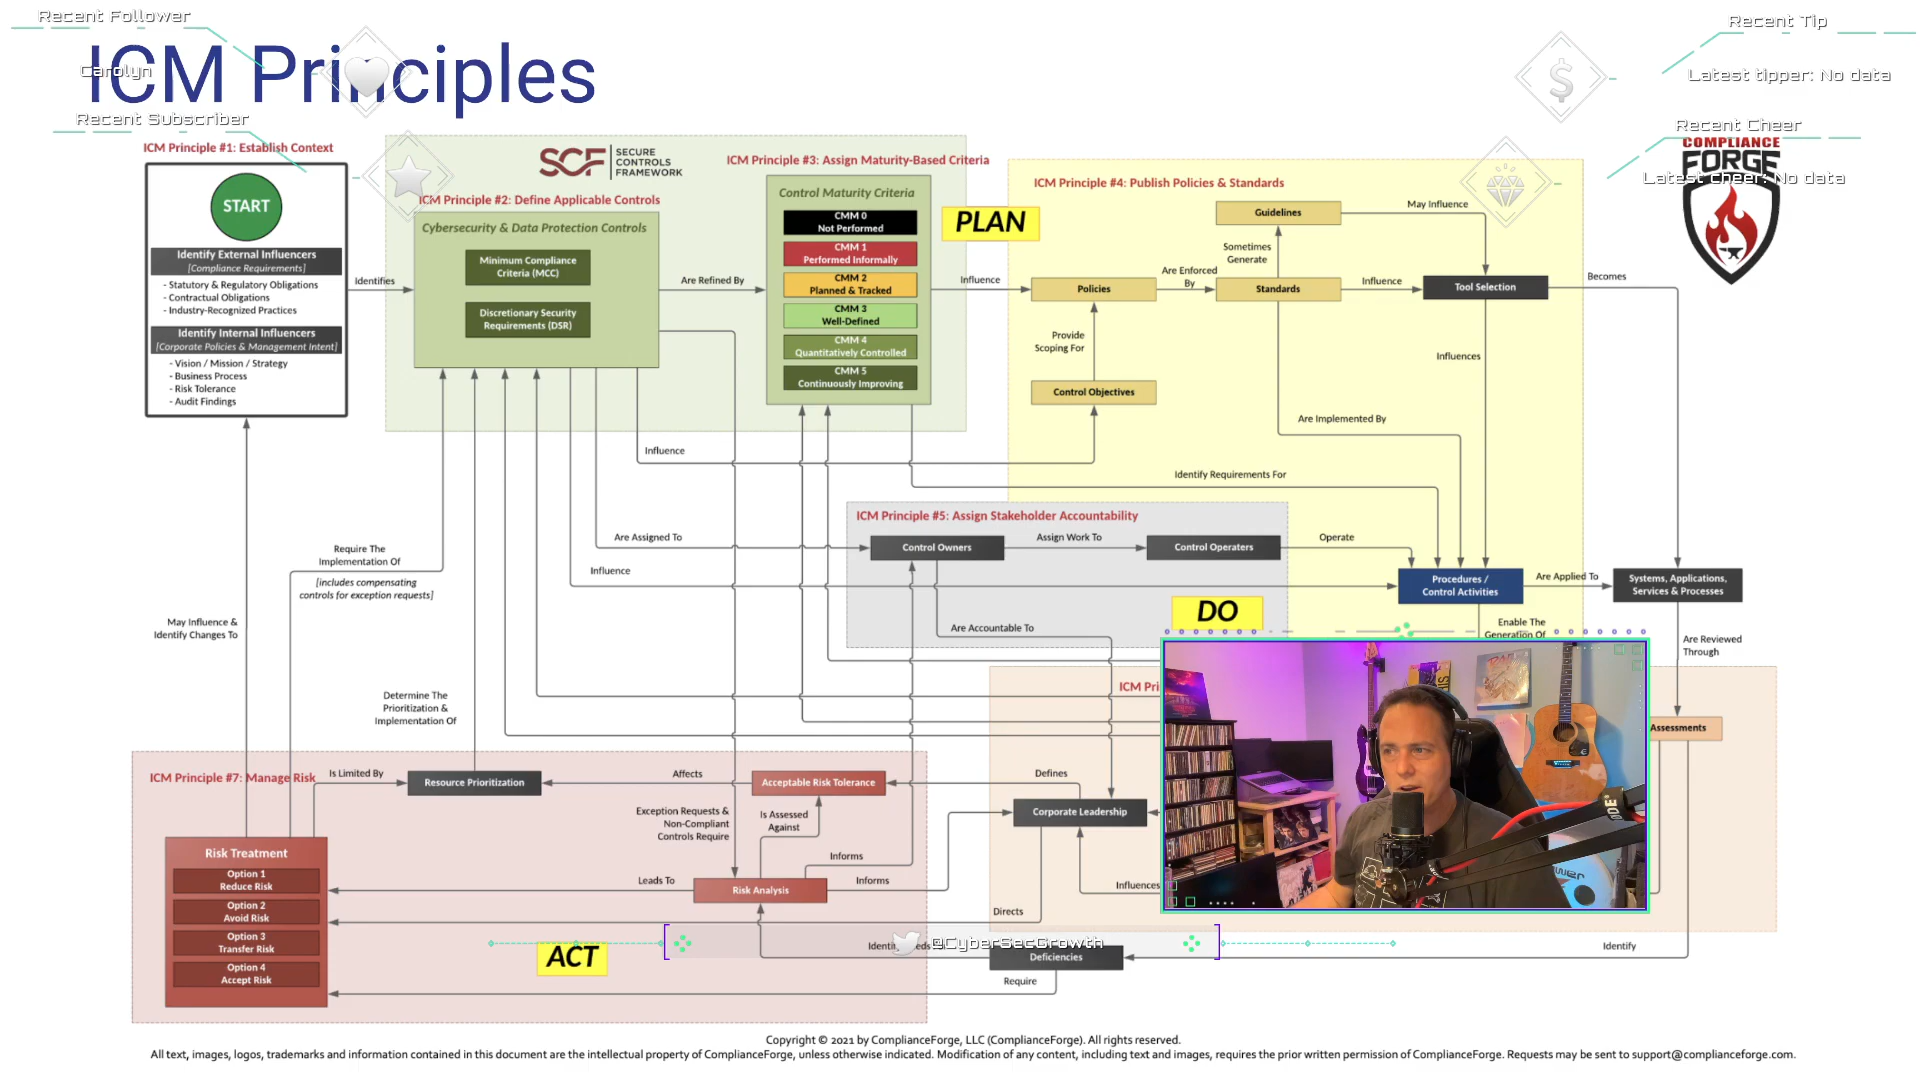 Recent Follower
Carolyn
ICM Principles
Recent Subscriber
Recent Tip
Latest tipper: No data
Recent Cheer
Latest cheer: No data
COMPLIANCE
FORGE
ICM Principle #1: Establish Context
START
Identify External Influencers
[Compliance Requirements]
- Statutory & Regulatory Obligations
- Contractual Obligations
- Industry-Recognized Practices
Identify Internal Influencers
[Corporate Policies & Management Intent]
- Vision / Mission / Strategy
- Business Process
- Risk Tolerance
- Audit Findings
Identifies
SCF
SECURE
CONTROLS
FRAMEWORK
ICM Principle #2: Define Applicable Controls
Cybersecurity & Data Protection Controls
Minimum Compliance
Criteria (MCC)
Discretionary Security
Requirements (DSR)
Are Refined By
ICM Principle #3: Assign Maturity-Based Criteria
Control Maturity Criteria
CMM 0
Not Performed
CMM 1
Performed Informally
CMM 2
Planned & Tracked
CMM 3
Well-Defined
CMM 4
Quantitatively Controlled
CMM 5
Continuously Improving
PLAN
Influence
ICM Principle #4: Publish Policies & Standards
Guidelines
May Influence
Sometimes
Generate
Policies
Are Enforced
By
Standards
Influence
Tool Selection
Becomes
Provide
Scoping For
Control Objectives
Influences
Are Implemented By
Influence
Identify Requirements For
ICM Principle #5: Assign Stakeholder Accountability
Are Assigned To
Control Owners
Assign Work To
Control Operaters
Operate
Influence
Procedures /
Control Activities
Are Applied To
Systems, Applications,
Services & Processes
DO
Are Accountable To
Enable The
Generation Of
Are Reviewed
Through
Require The
Implementation Of
[includes compensating
controls for exception requests]
May Influence &
Identify Changes To
Determine The
Prioritization &
Implementation Of
ICM Pri
Assessments
ICM Principle #7: Manage Risk
Is Limited By
Resource Prioritization
Affects
Acceptable Risk Tolerance
Defines
Corporate Leadership
Exception Requests &
Non-Compliant
Controls Require
Is Assessed
Against
Informs
Risk Treatment
Option 1
Reduce Risk
Option 2
Avoid Risk
Option 3
Transfer Risk
Option 4
Accept Risk
Leads To
Risk Analysis
Informs
Influences
Directs
ACT
@CyberSecGrowth
Deficiencies
Identify
Require
Copyright © 2021 by ComplianceForge, LLC (ComplianceForge). All rights reserved.
All text, images, logos, trademarks and information contained in this document are the intellectual property of ComplianceForge, unless otherwise indicated. Modification of any content, including text and images, requires the prior written permission of ComplianceForge. Requests may be sent to support@complianceforge.com.